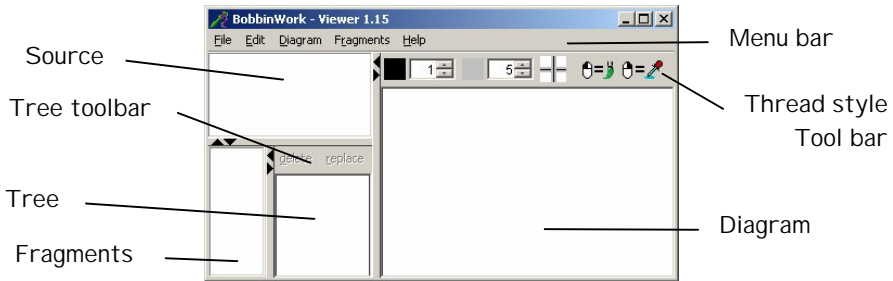 BobbinWork - Viewer 1.15
File Edit Diagram Fragments Help
Menu bar
Source
1 5 = =
Thread style
Tool bar
Tree toolbar
delete replace
Tree
Diagram
Fragments